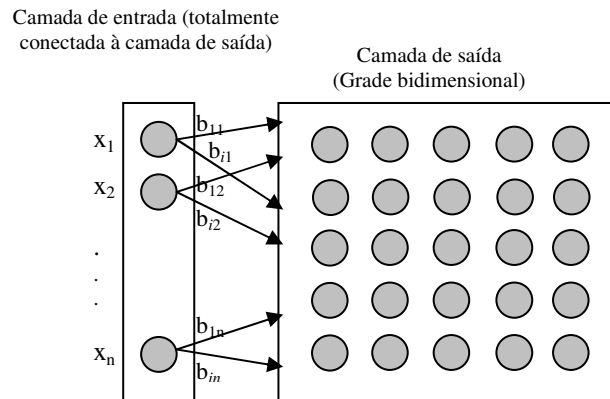 Camada de entrada (totalmente
conectada à camada de saída)
Camada de saída
(Grade bidimensional)
x1
b11
bi1
x2
b12
bi2
.
.
.
b1n
xn
bin